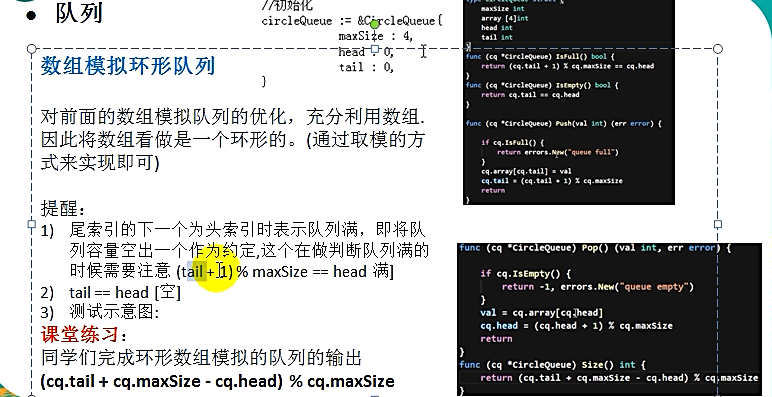 • 队列
//初始化
circleQueue := &CircleQueue{
maxSize : 4,
head : 0,
tail : 0,
}
数组模拟环形队列
对前面的数组模拟队列的优化，充分利用数组.
因此将数组看做是一个环形的。(通过取模的方
式来实现即可)
提醒：
1) 尾索引的下一个为头索引时表示队列满，即将队
列容量空出一个作为约定,这个在做判断队列满的
时候需要注意 (tail + 1) % maxSize == head 满]
2) tail == head [空]
3) 测试示意图:
课堂练习：
同学们完成环形数组模拟的队列的输出
(cq.tail + cq.maxSize - cq.head) % cq.maxSize
maxSize int
array [4]int
head int
tail int
}
func (cq *CircleQueue) IsFull() bool {
return (cq.tail + 1) % cq.maxSize == cq.head
}
func (cq *CircleQueue) IsEmpty() bool {
return cq.tail == cq.head
}
func (cq *CircleQueue) Push(val int) (err error) {
if cq.IsFull() {
return errors.New("queue full")
}
cq.array[cq.tail] = val
cq.tail = (cq.tail + 1) % cq.maxSize
return
}
func (cq *CircleQueue) Pop() (val int, err error) {
if cq.IsEmpty() {
return -1, errors.New("queue empty")
}
val = cq.array[cq.head]
cq.head = (cq.head + 1) % cq.maxSize
return
}
func (cq *CircleQueue) Size() int {
return (cq.tail + cq.maxSize - cq.head) % cq.maxSize
}